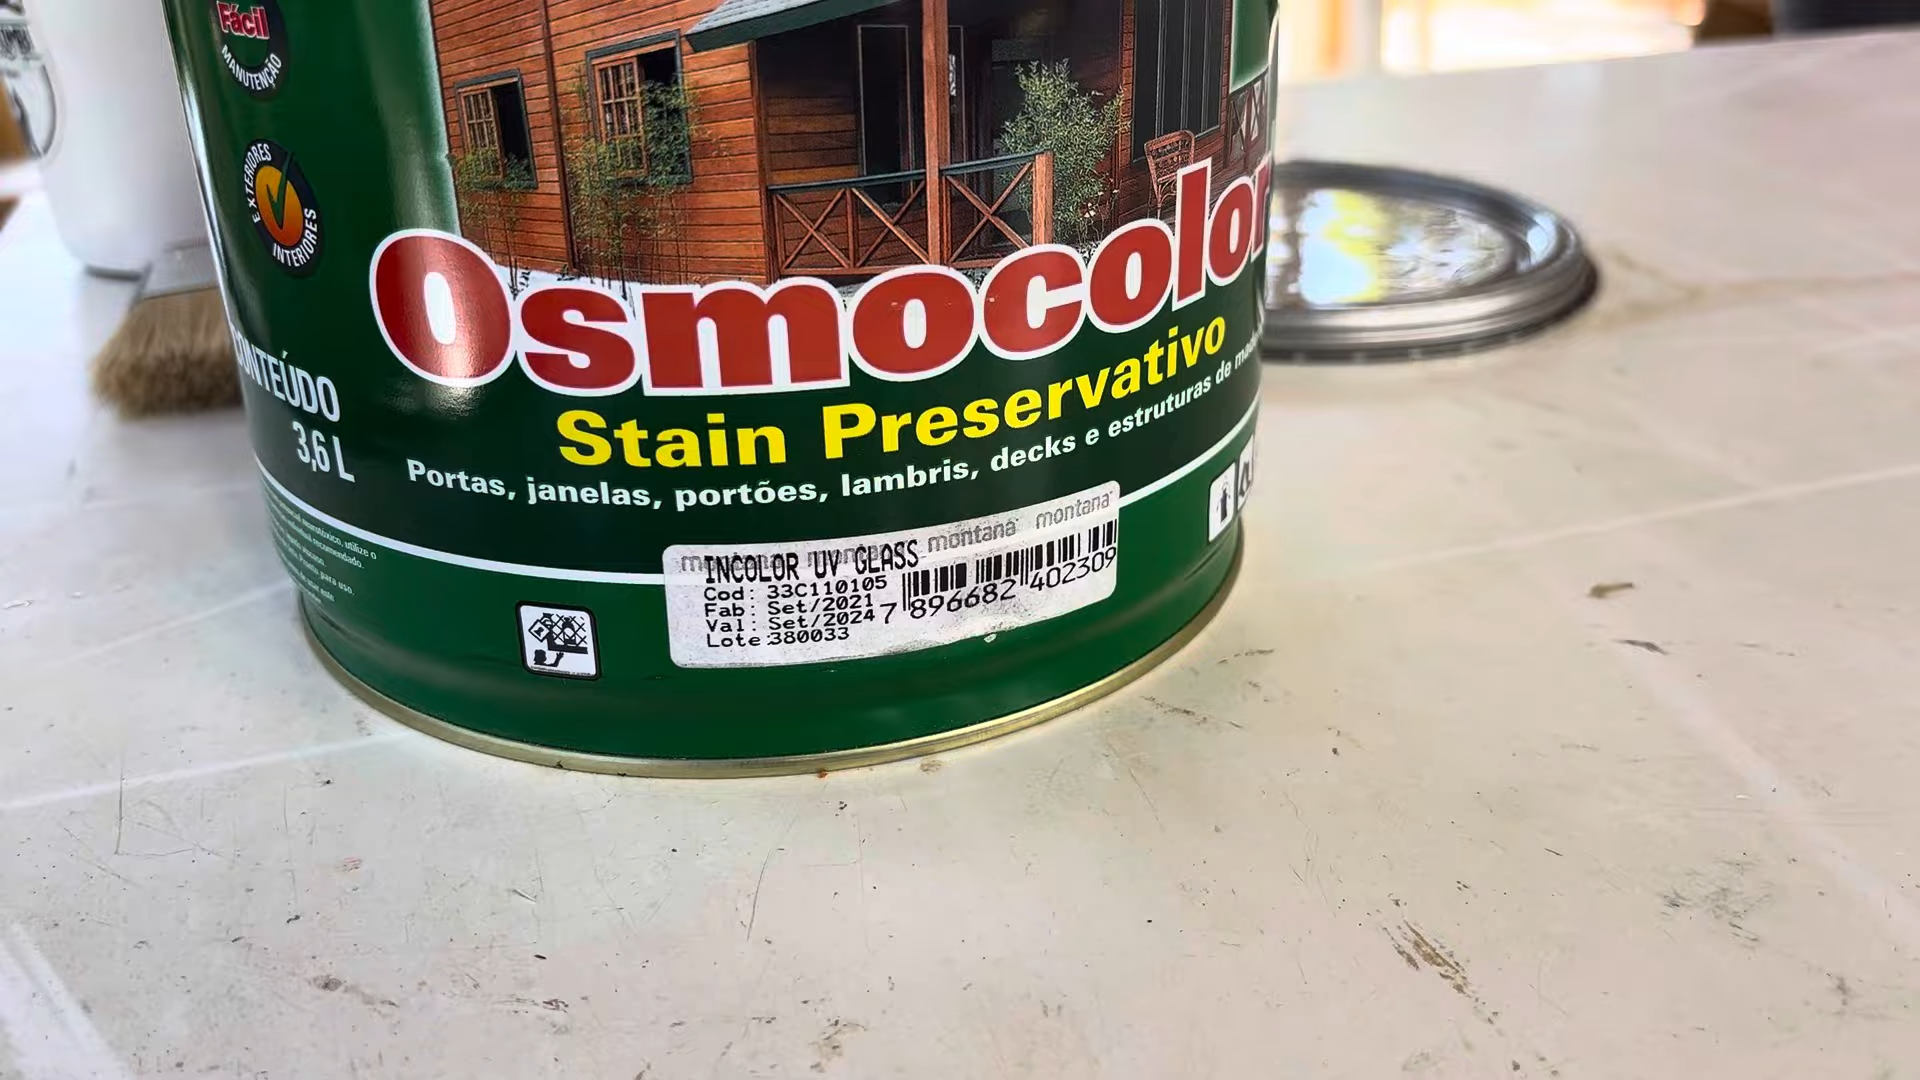 Fácil
MANUTENÇÃO
EXTERIORES
INTERIORES
Osmocolor
Stain Preservativo
Portas, janelas, portões, lambris, decks e estruturas de
CONTEÚDO
3,6 L
montana montana
INCOLOR UV GLASS
Cod: 33C110105
Fab: Set/2021
Val: Set/2024
Lote:380033
7 896682 402309